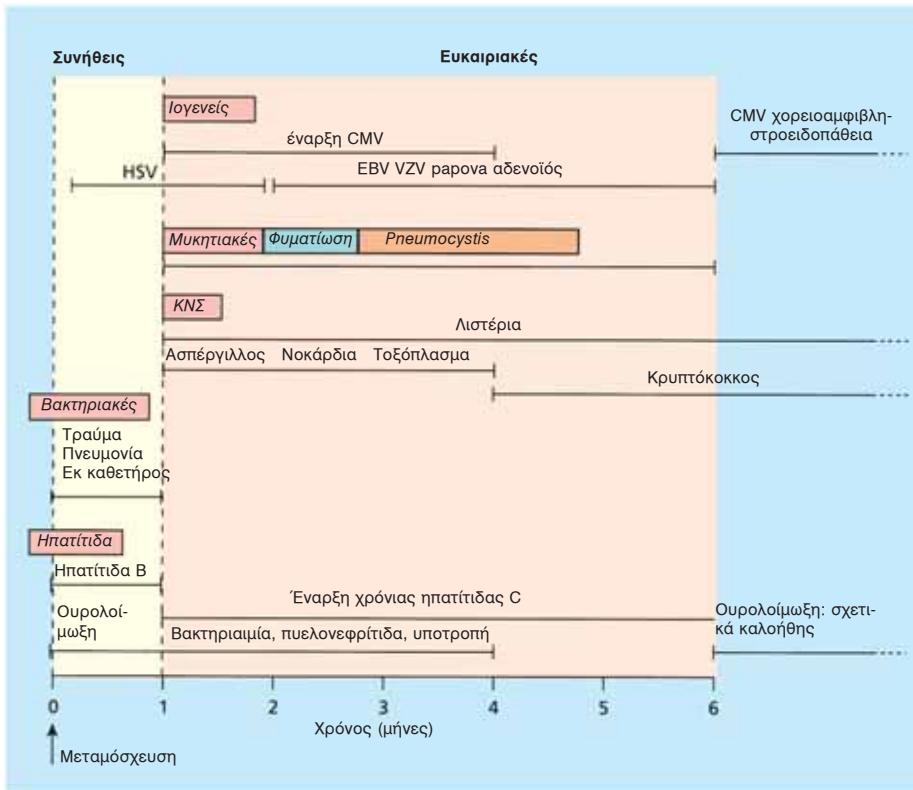 Συνήθεις
Ευκαιριακές
Ιογενείς
CMV χορειοαμφιβλη-
στροειδοπάθεια
έναρξη CMV
HSV
EBV VZV papova αδενοϊός
Μυκητιακές
Φυματίωση
Pneumocystis
ΚΝΣ
Λιστέρια
Ασπέργιλλος Νοκάρδια Τοξόπλασμα
Κρυπτόκοκκος
Βακτηριακές
Τραύμα
Πνευμονία
Εκ καθετήρος
Ηπατίτιδα
Ηπατίτιδα Β
Έναρξη χρόνιας ηπατίτιδας C
Ουρολοί-
μωξη
Βακτηριαιμία, πυελονεφρίτιδα, υποτροπή
Ουρολοίμωξη: σχετι-
κά καλοήθης
0 1 2 3 4 5 6
Χρόνος (μήνες)
Μεταμόσχευση